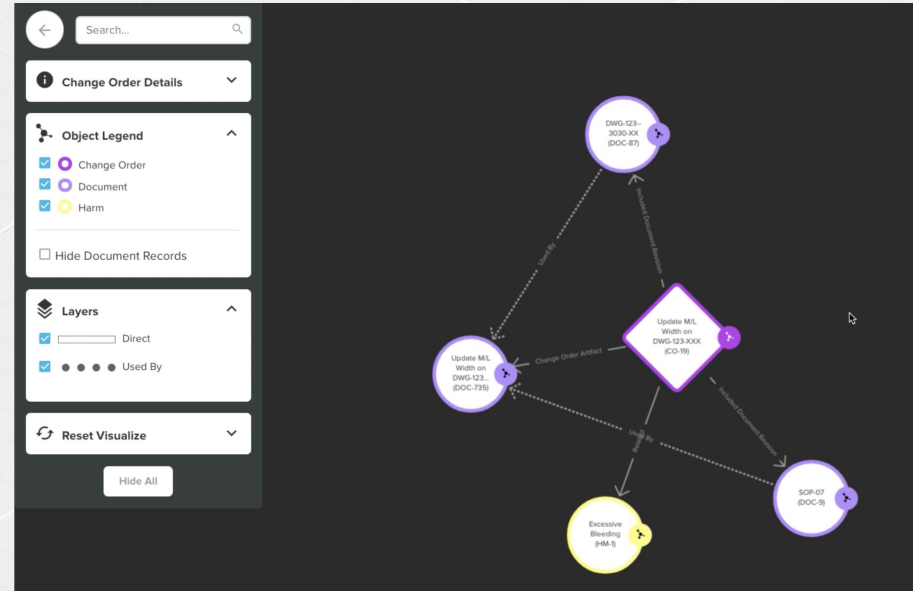 Search...
Change Order Details
Object Legend
Change Order
Document
Harm
Hide Document Records
Layers
Direct
Used By
Reset Visualize
Hide All
DWG-123--
3030-XX
(DOC-87)
Included Document Revision
Used By
Update M/L
Width on
DWG-123-XXX
(CO-19)
Change Order Artifact
Update M/L
Width on
DWG-123...
(DOC-735)
Included Document Revision
Used By
SOP-07
(DOC-9)
Excessive
Bleeding
(HM-1)